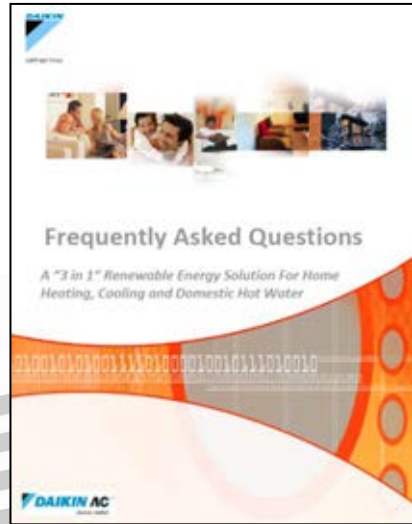 DAIKIN
Frequently Asked Questions
A "3 in 1" Renewable Energy Solution For Home
Heating, Cooling and Domestic Hot Water
DAIKIN AC